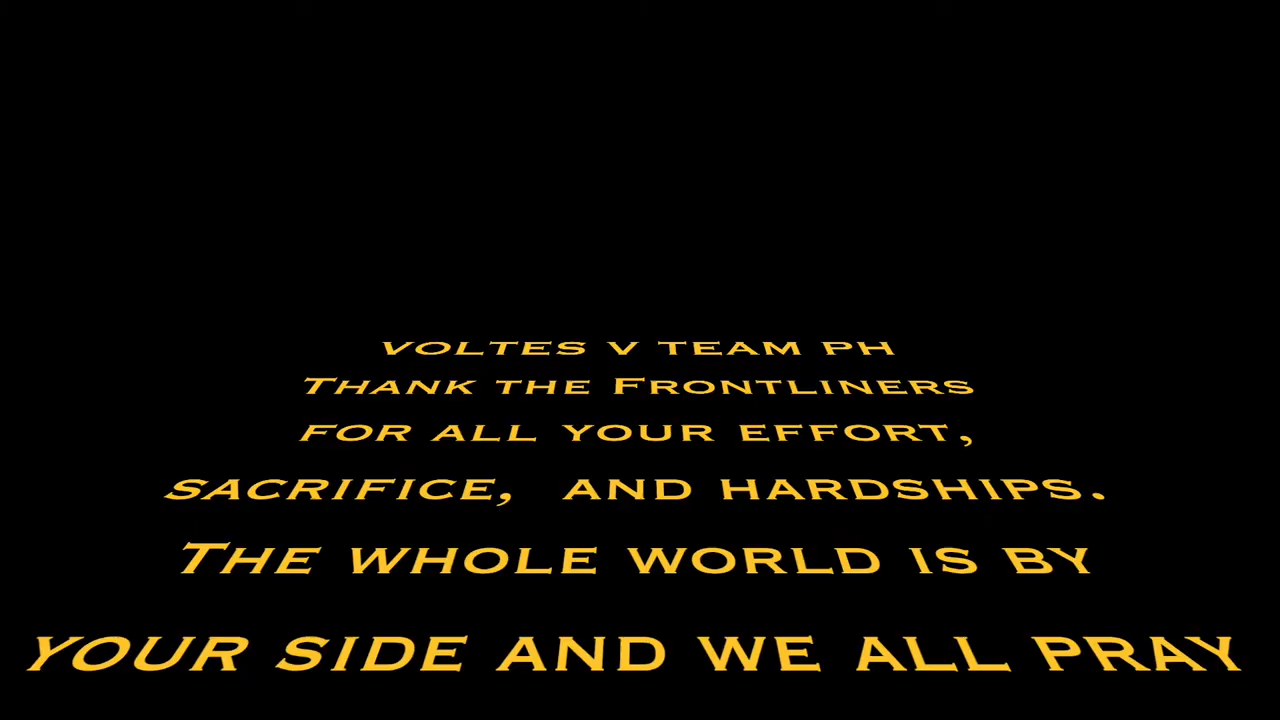 VOLTES V TEAM PH
THANK THE FRONTLINERS
FOR ALL YOUR EFFORT,
SACRIFICE, AND HARDSHIPS.
THE WHOLE WORLD IS BY
YOUR SIDE AND WE ALL PRAY